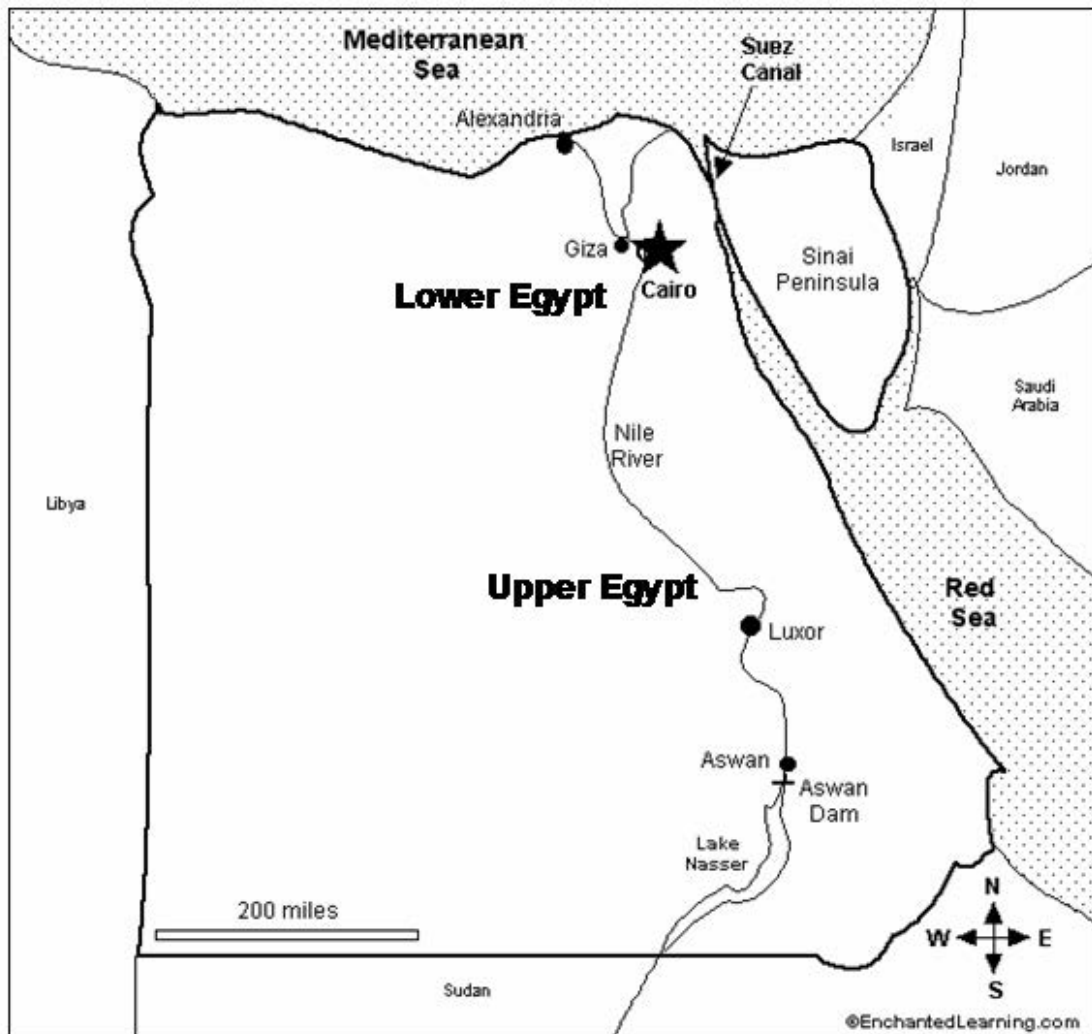 Mediterranean
Sea
Suez
Canal
Alexandria
Israel
Jordan
Giza
Sinai
Peninsula
Lower Egypt
Cairo
Saudi
Arabia
Nile
River
Libya
Upper Egypt
Red
Sea
Luxor
Aswan
Aswan
Dam
Lake
Nasser
200 miles
N
W
E
S
Sudan
©EnchantedLearning.com